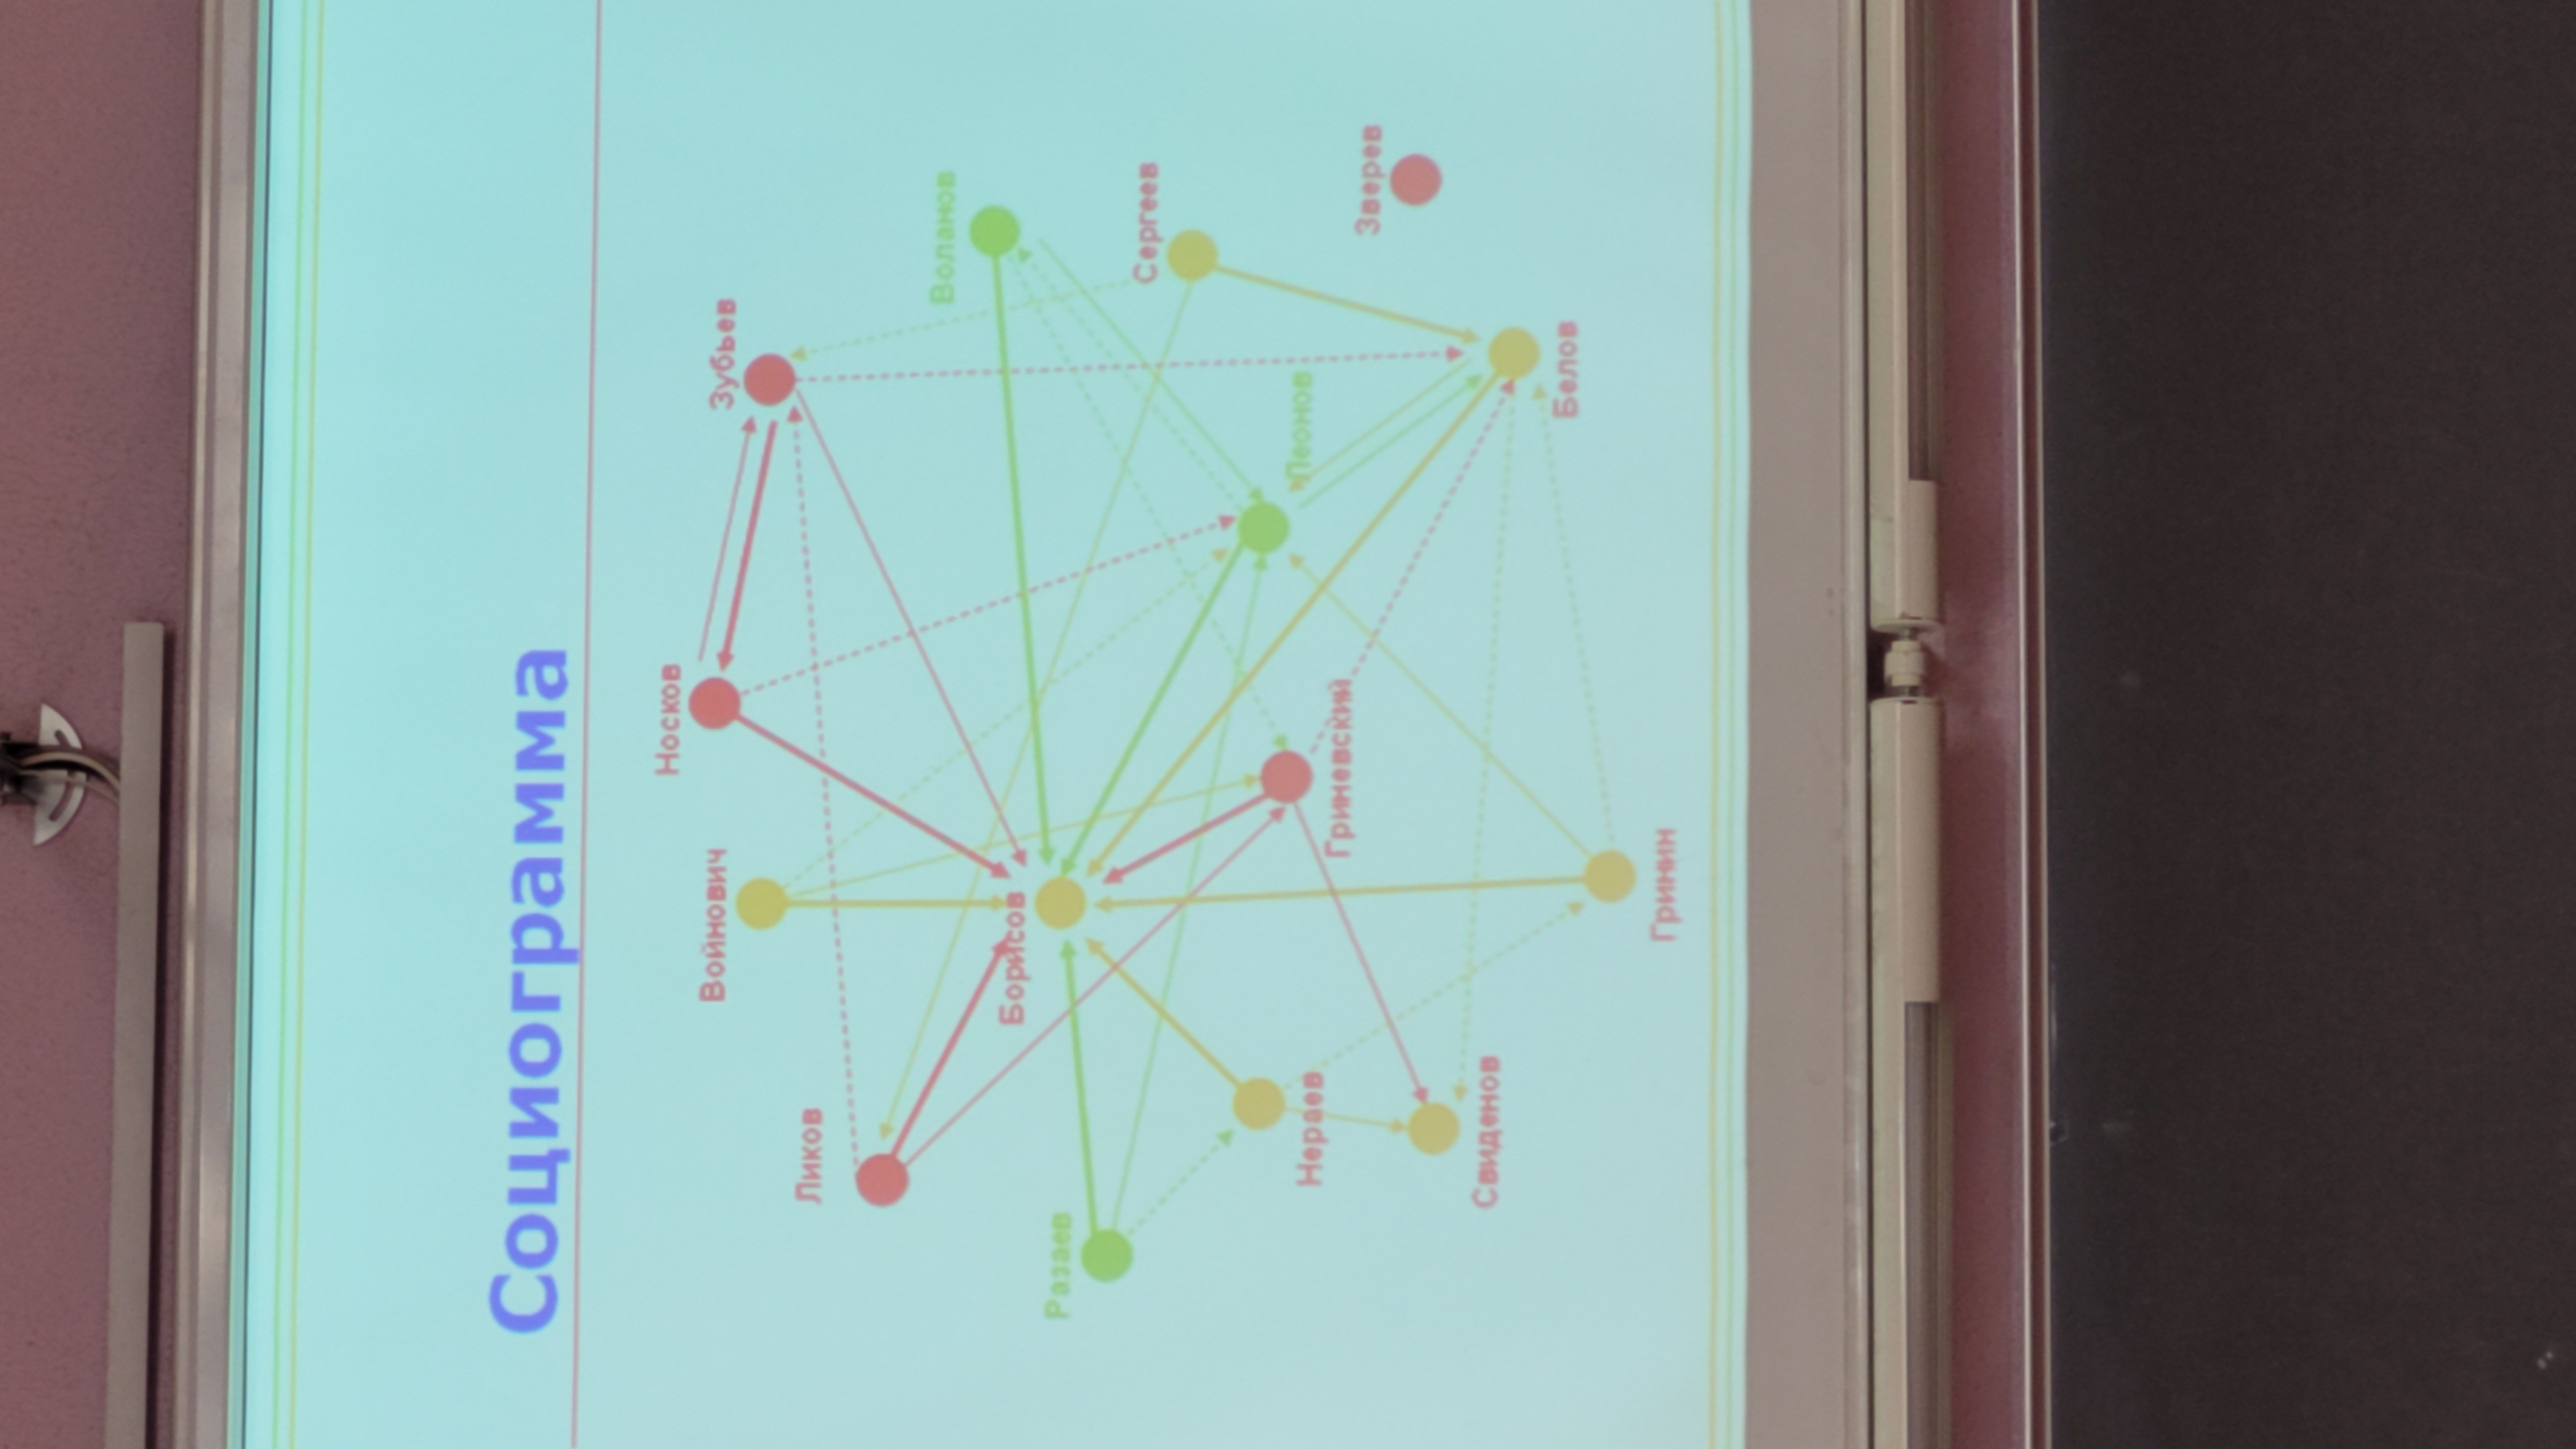 Социограмма
Носков
Войнович
Зубьев
Ликов
Воланов
Борисов
Разаев
Сергеев
Нераев
Леонов
Гриневский
Зверев
Свиденов
Белов
Гринин